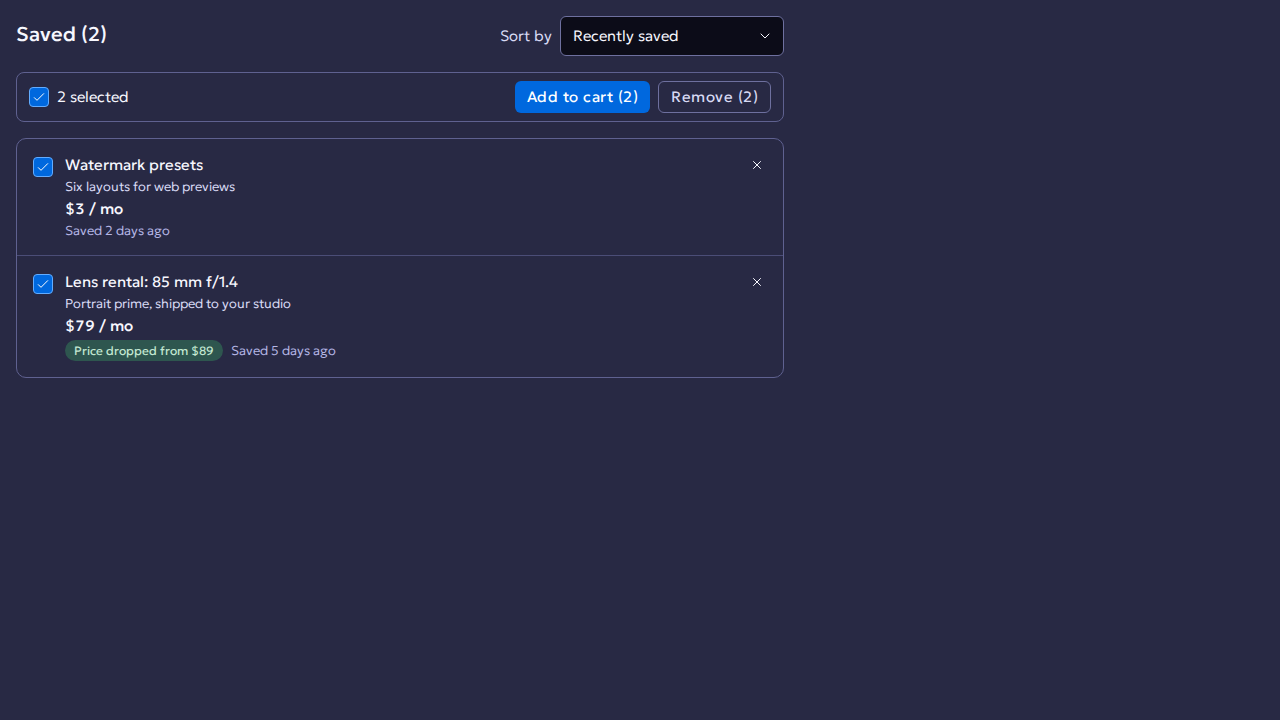 Saved (2)
Sort by
Recently saved
2 selected
Add to cart (2)
Remove (2)
Watermark presets
Six layouts for web previews
$3 / mo
Saved 2 days ago
Lens rental: 85 mm f/1.4
Portrait prime, shipped to your studio
$79 / mo
Price dropped from $89
Saved 5 days ago